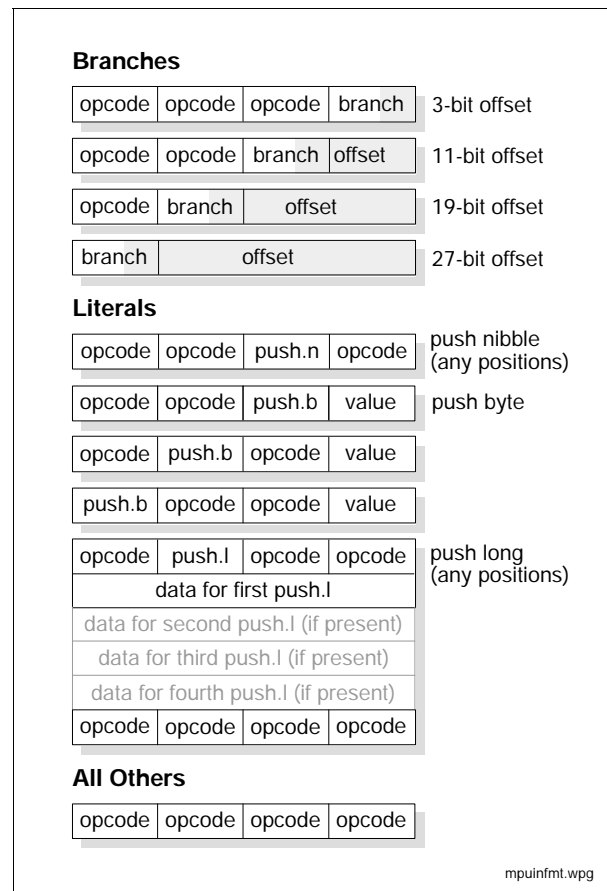 Branches
opcode opcode opcode branch 3-bit offset
opcode opcode branch offset 11-bit offset
opcode branch offset 19-bit offset
branch offset 27-bit offset
Literals
opcode opcode push.n opcode push nibble
(any positions)
opcode opcode push.b value push byte
opcode push.b opcode value
push.b opcode opcode value
opcode push.l opcode opcode push long
(any positions)
data for first push.l
data for second push.l (if present)
data for third push.l (if present)
data for fourth push.l (if present)
opcode opcode opcode opcode
All Others
opcode opcode opcode opcode
mpuinfmt.wpg